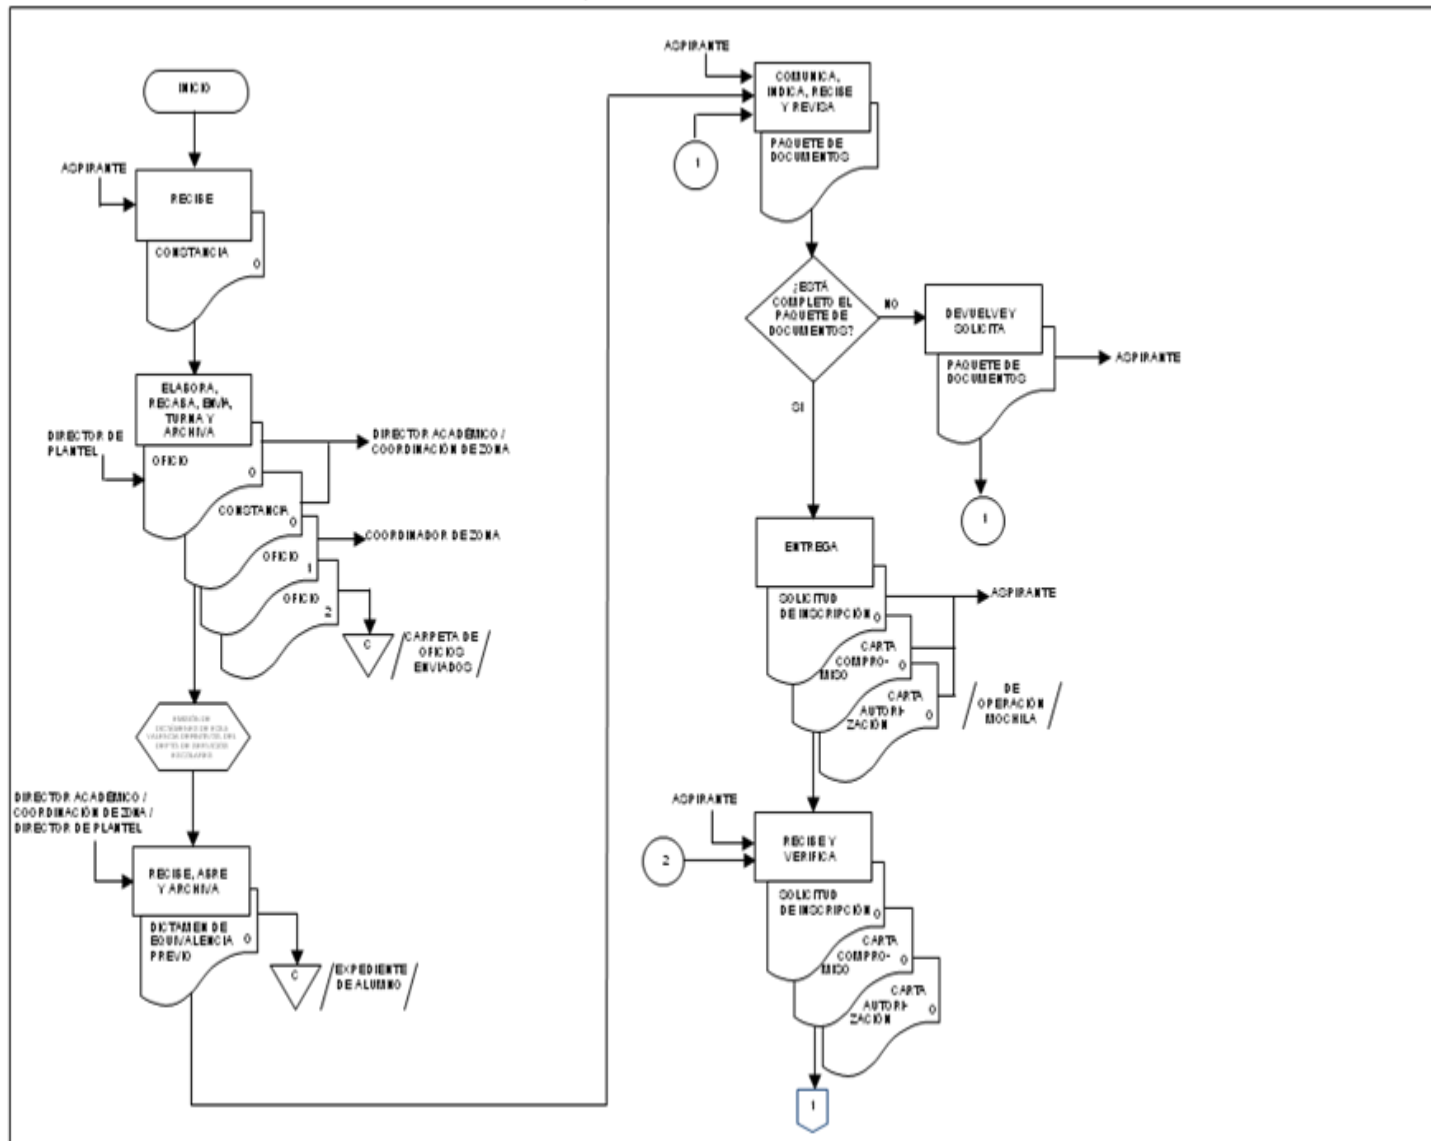 INICIO
ASPIRANTE
RECIBE
CONSTANCIA
0
ELABORA,
RECABA, ENVÍA,
TURNA Y
ARCHIVA
DIRECTOR DE
PLANTEL
OFICIO
0
DIRECTOR ACADÉMICO /
COORDINACIÓN DE ZONA
CONSTANCIA
0
COORDINADOR DE ZONA
OFICIO
1
OFICIO
2
C
CARPETA DE
OFICIOS
ENVIADOS
DIRECTOR ACADÉMICO /
COORDINACIÓN DE ZONA /
DIRECTOR DE PLANTEL
RECIBE, ABRE
Y ARCHIVA
DICTAMEN DE
EQUIVALENCIA
PREVIO
0
C
EXPEDIENTE
DE ALUMNO
ASPIRANTE
COMUNICA,
INDICA, RECIBE
Y REVISA
1
PAQUETE DE
DOCUMENTOS
¿ESTÁ
COMPLETO EL
PAQUETE DE
DOCUMENTOS?
NO
DEVUELVE Y
SOLICITA
PAQUETE DE
DOCUMENTOS
ASPIRANTE
1
SI
ENTREGA
SOLICITUD
DE INSCRIPCIÓN
0
ASPIRANTE
CARTA
COMPRO-
MISO
0
CARTA
AUTORI-
ZACIÓN
0
DE
OPERACIÓN
MOCHILA
ASPIRANTE
2
RECIBE Y
VERIFICA
SOLICITUD
DE INSCRIPCIÓN
0
CARTA
COMPRO-
MISO
0
CARTA
AUTORI-
ZACIÓN
0
1